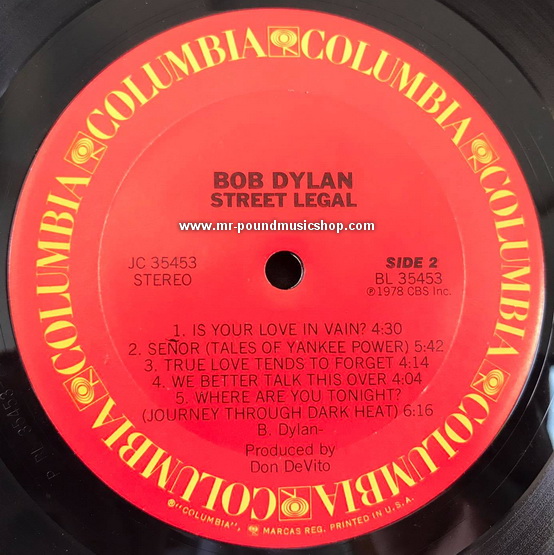 COLUMBIA COLUMBIA COLUMBIA COLUMBIA COLUMBIA COLUMBIA
BOB DYLAN
STREET LEGAL
www.mr-poundmusicshop.com
JC 35453
STEREO
SIDE 2
BL 35453
℗1978 CBS Inc.
1. IS YOUR LOVE IN VAIN? 4:30
2. SEÑOR (TALES OF YANKEE POWER) 5:42
3. TRUE LOVE TENDS TO FORGET 4:14
4. WE BETTER TALK THIS OVER 4:04
5. WHERE ARE YOU TONIGHT?
(JOURNEY THROUGH DARK HEAT) 6:16
B. Dylan-
Produced by
Don DeVito
®"COLUMBIA", MARCAS REG. PRINTED IN U.S.A.